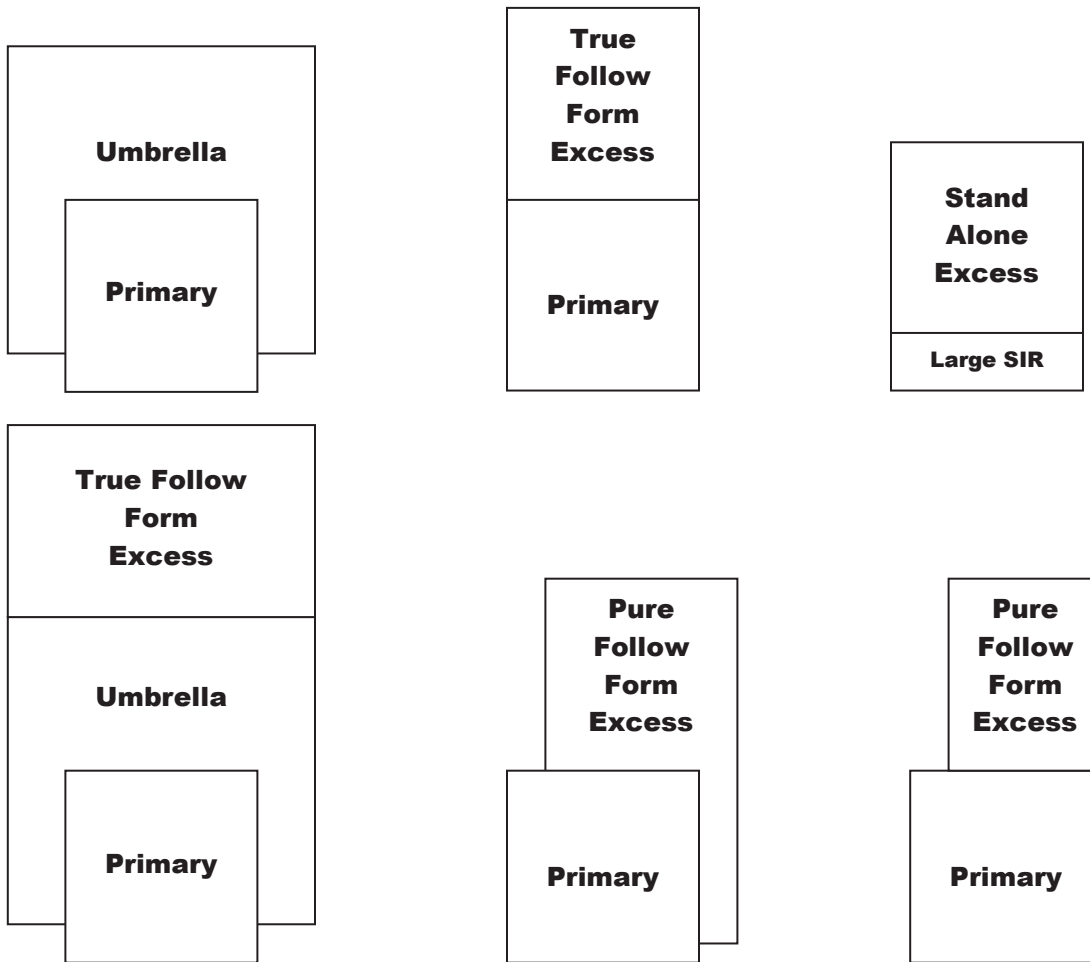 Umbrella
Primary
True
Follow
Form
Excess
Primary
Stand
Alone
Excess
Large SIR
True Follow
Form
Excess
Umbrella
Primary
Pure
Follow
Form
Excess
Primary
Pure
Follow
Form
Excess
Primary